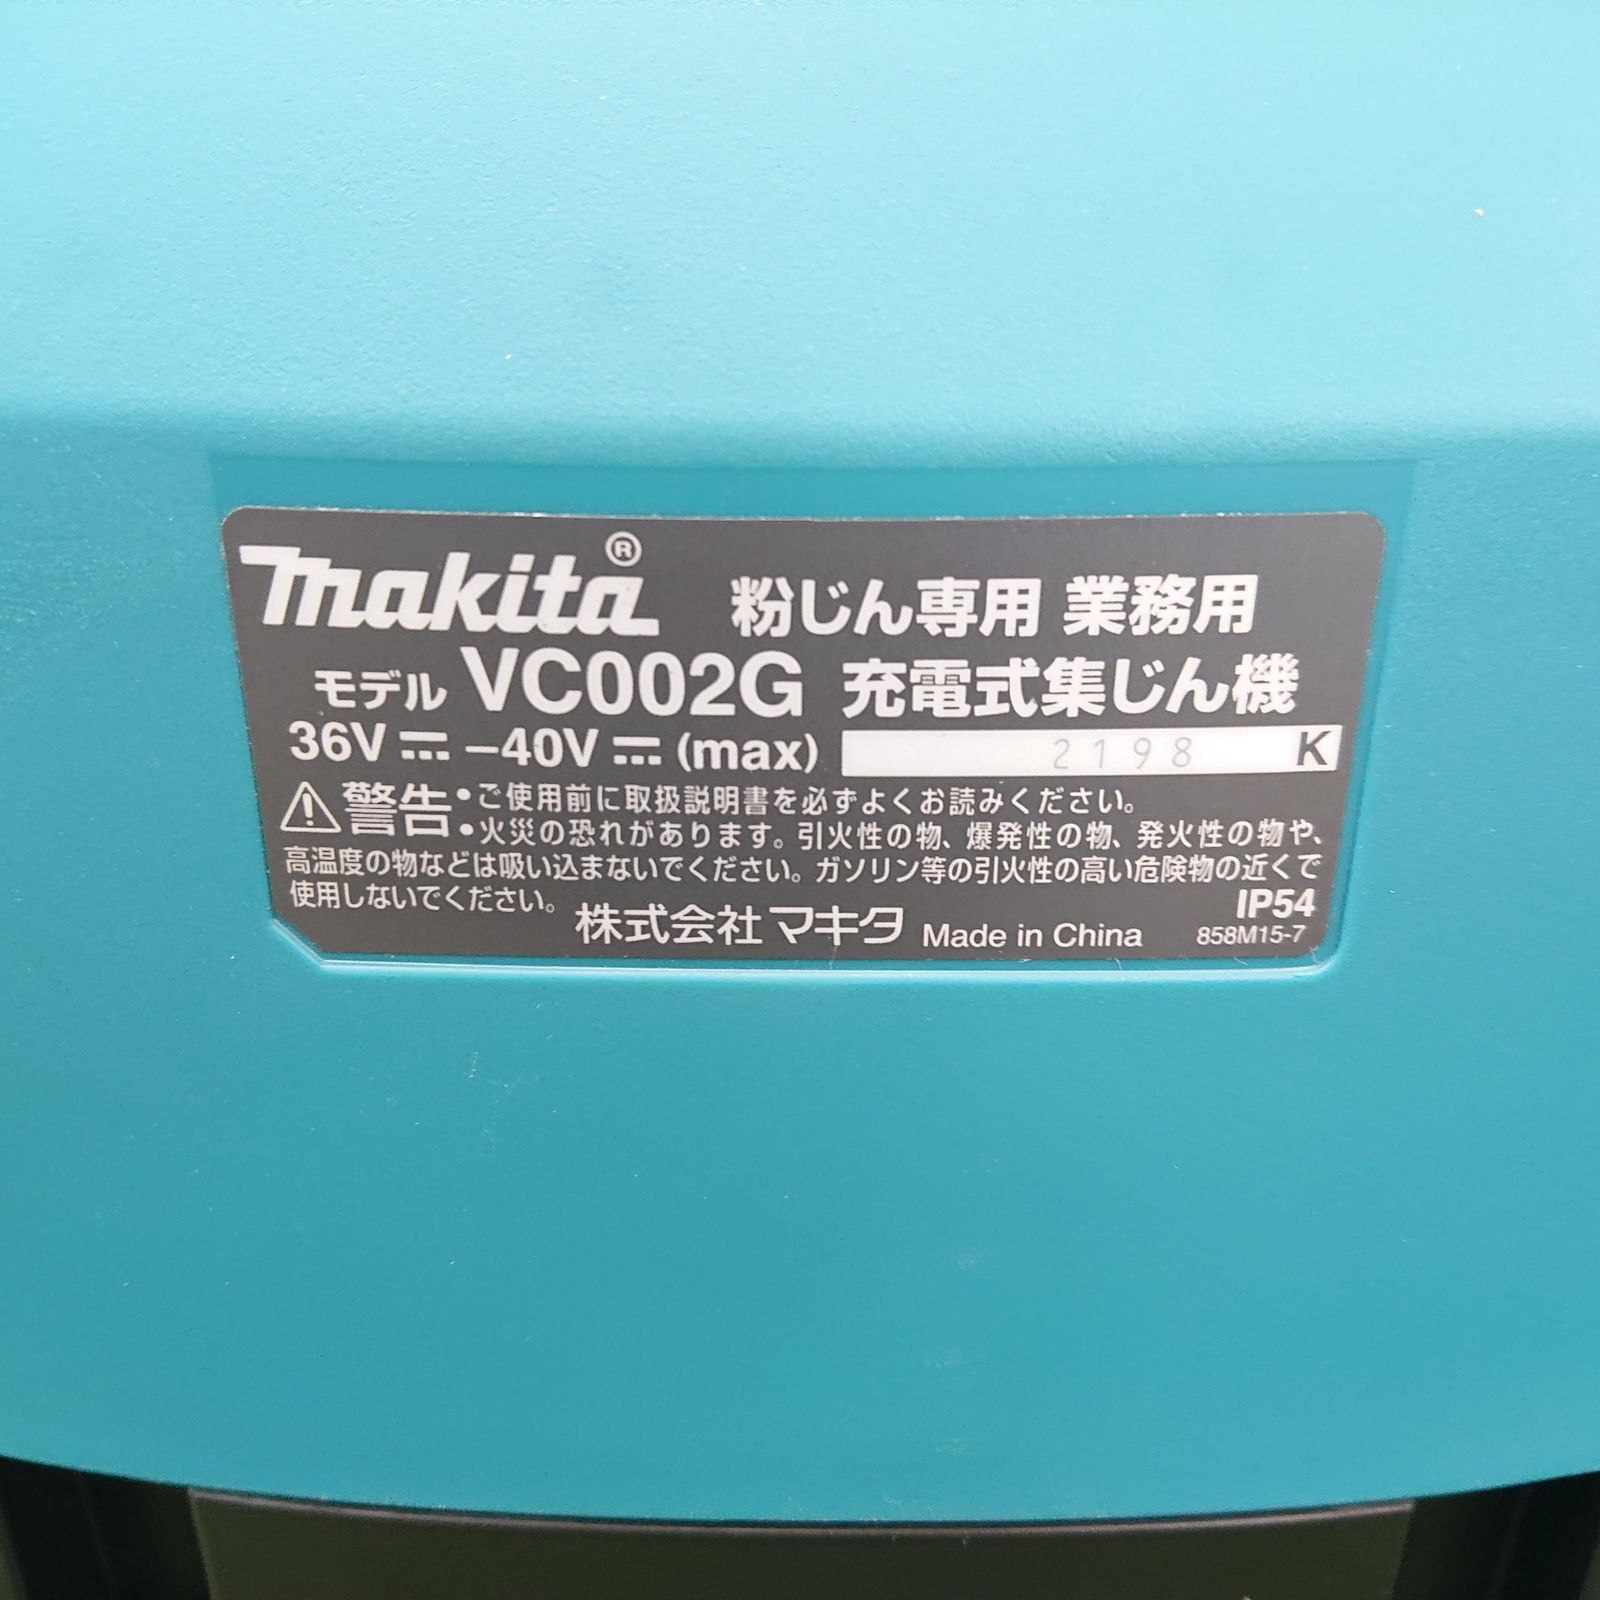 makita® 粉じん専用 業務用
モデル VC002G 充電式集じん機
36V ⎓ –40V ⎓ (max) 2198 K
⚠警告 •ご使用前に取扱説明書を必ずよくお読みください。
•火災の恐れがあります。引火性の物、爆発性の物、発火性の物や、
高温度の物などは吸い込まないでください。ガソリン等の引火性の高い危険物の近くで
使用しないでください。
IP54
株式会社マキタ Made in China 858M15-7